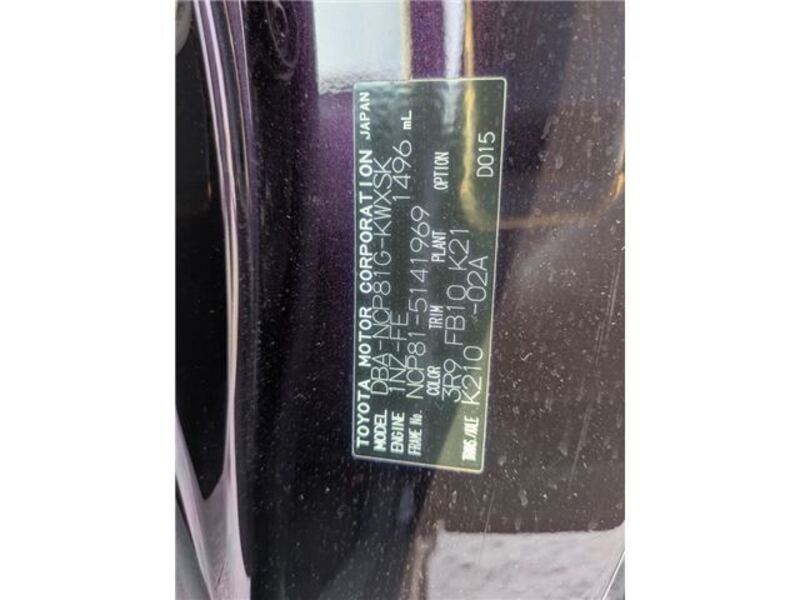 TOYOTA MOTOR CORPORATION JAPAN
MODEL DBA-NCP81G-KWXSK
ENGINE 1NZ-FE 1496 mL
FRAME No. NCP81-5141969
COLOR TRIM PLANT OPTION
3R9 FB10 K21
TRANS/AXLE K210 -02A D015